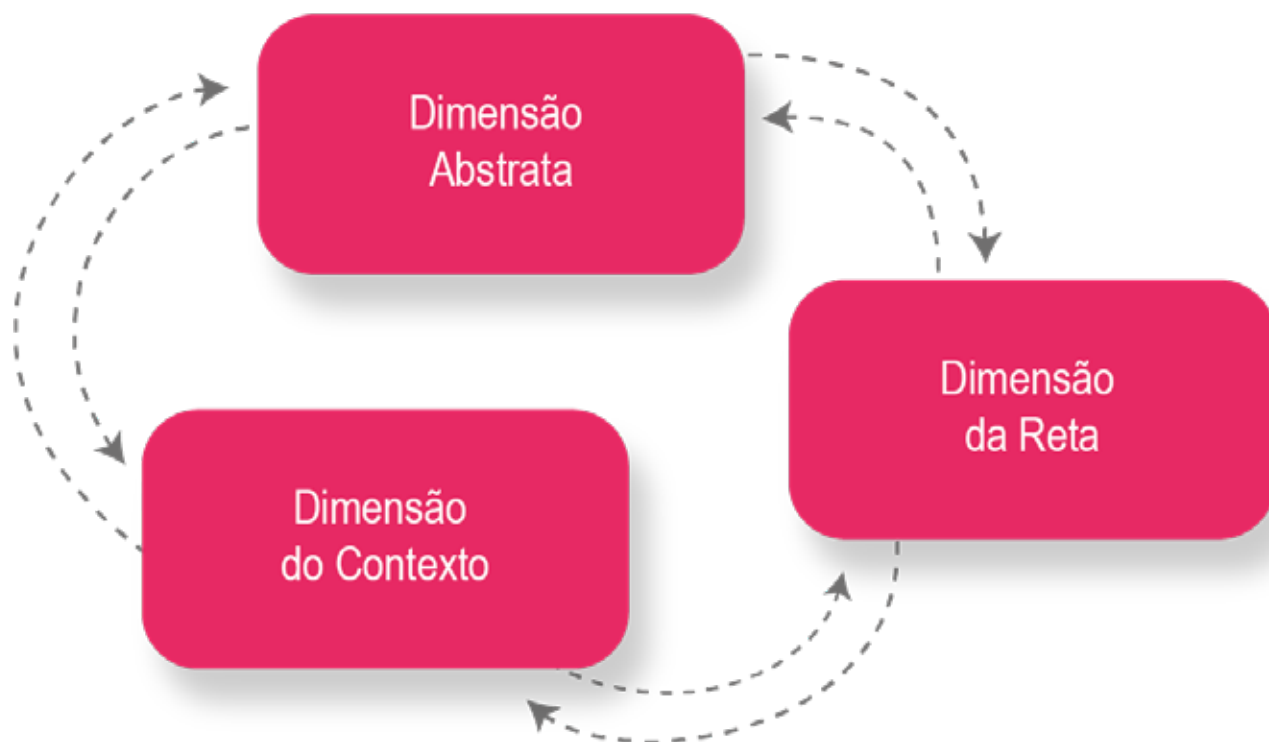 Dimensão
Abstrata
Dimensão
da Reta
Dimensão
do Contexto